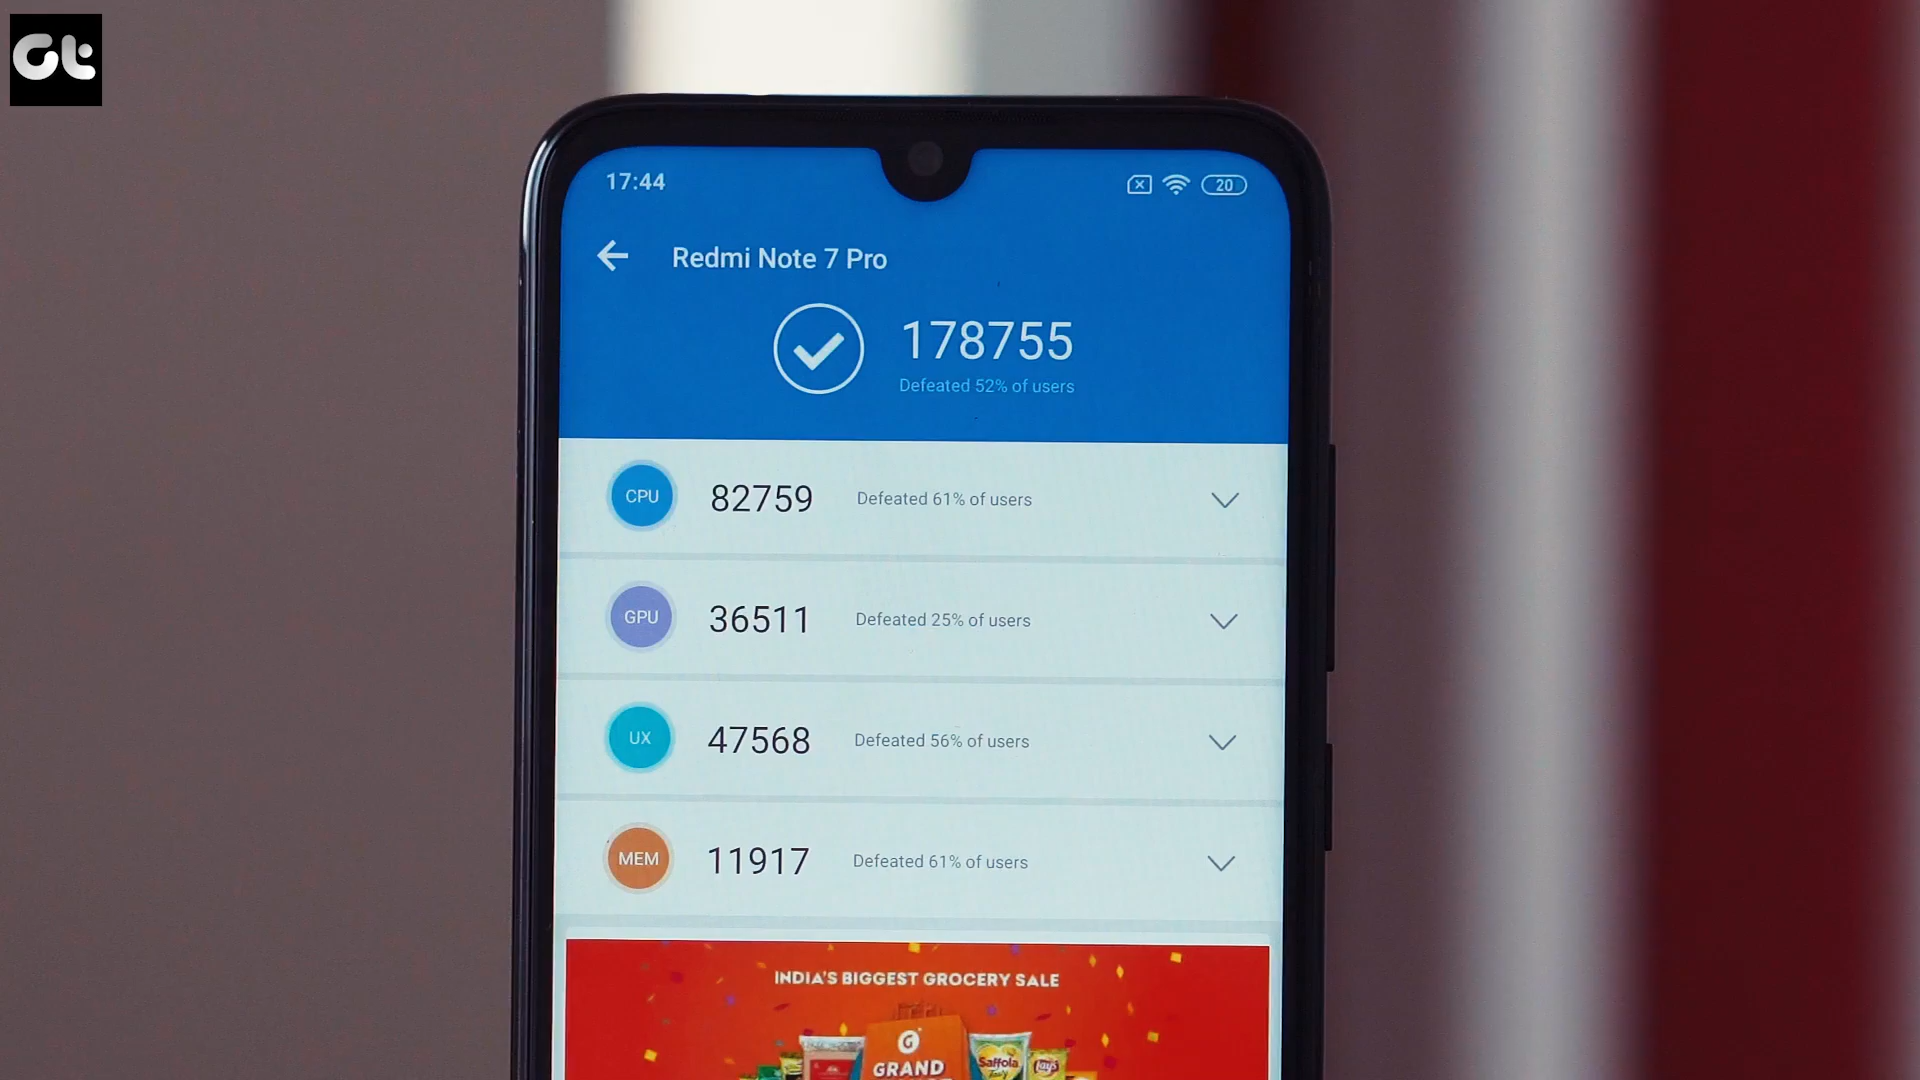 Gt
17:44
20
Redmi Note 7 Pro
178755
Defeated 52% of users
CPU 82759 Defeated 61% of users
GPU 36511 Defeated 25% of users
UX 47568 Defeated 56% of users
MEM 11917 Defeated 61% of users
INDIA'S BIGGEST GROCERY SALE
G
GRAND
Saffola
Lay's